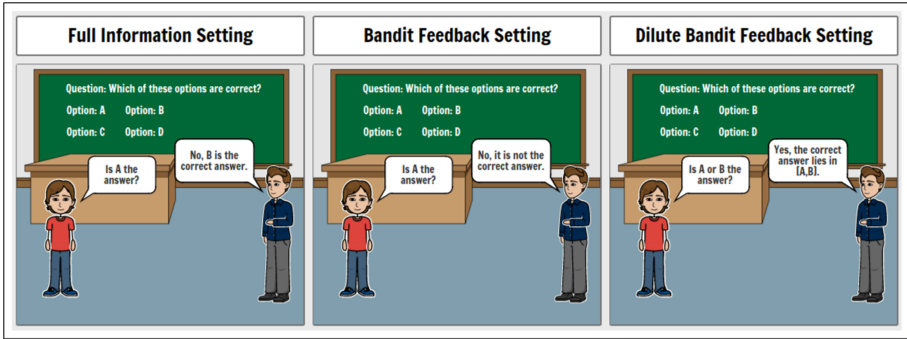 Full Information Setting
Question: Which of these options are correct?
Option: A Option: B
Option: C Option: D
Is A the
answer?
No, B is the
correct answer.
Bandit Feedback Setting
Question: Which of these options are correct?
Option: A Option: B
Option: C Option: D
Is A the
answer?
No, it is not the
correct answer.
Dilute Bandit Feedback Setting
Question: Which of these options are correct?
Option: A Option: B
Option: C Option: D
Is A or B the
answer?
Yes, the correct
answer lies in
[A,B].